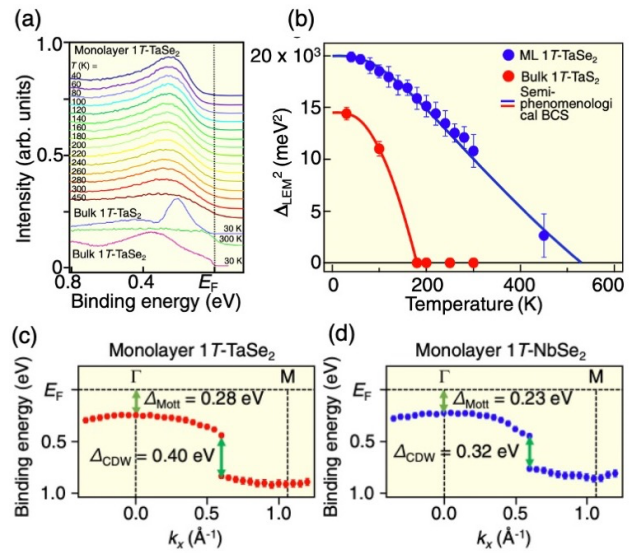 (a)
1.0
Monolayer 1T-TaSe2
T (K) =
40
60
80
100
120
140
160
180
200
220
240
260
280
300
450
Bulk 1T-TaS2
30 K
300 K
Bulk 1T-TaSe2
30 K
Intensity (arb. units)
0.5
0
0.8
0.4
EF
Binding energy (eV)
(b)
20 x 10³
15
10
5
0
ΔLEM² (meV²)
ML 1T-TaSe2
Bulk 1T-TaS2
Semi-
phenomenologi
cal BCS
0
200
400
600
Temperature (K)
(c)
Monolayer 1T-TaSe2
Γ
M
EF
ΔMott = 0.28 eV
0.5
ΔCDW = 0.40 eV
1.0
Binding energy (eV)
0.0
0.5
1.0
kx (Å-1)
(d)
Monolayer 1T-NbSe2
Γ
M
EF
ΔMott = 0.23 eV
0.5
ΔCDW = 0.32 eV
1.0
Binding energy (eV)
0.0
0.5
1.0
kx (Å-1)